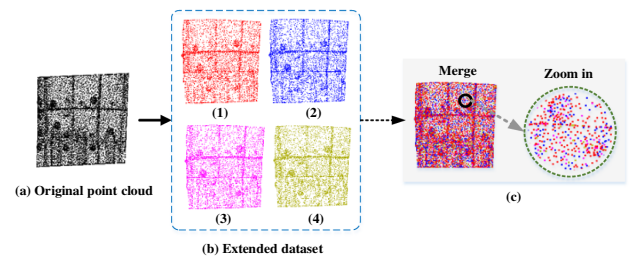 (1)
(2)
Merge
Zoom in
(a) Original point cloud
(3)
(4)
(c)
(b) Extended dataset